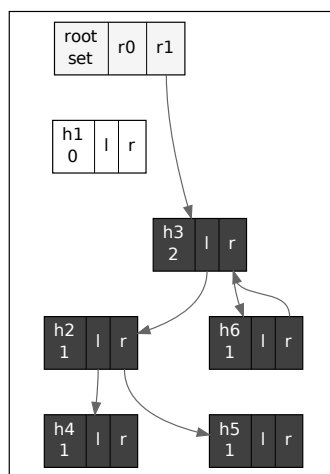 root
set r0 r1
h1
0 l r
h3
2 l r
h2
1 l r
h6
1 l r
h4
1 l r
h5
1 l r